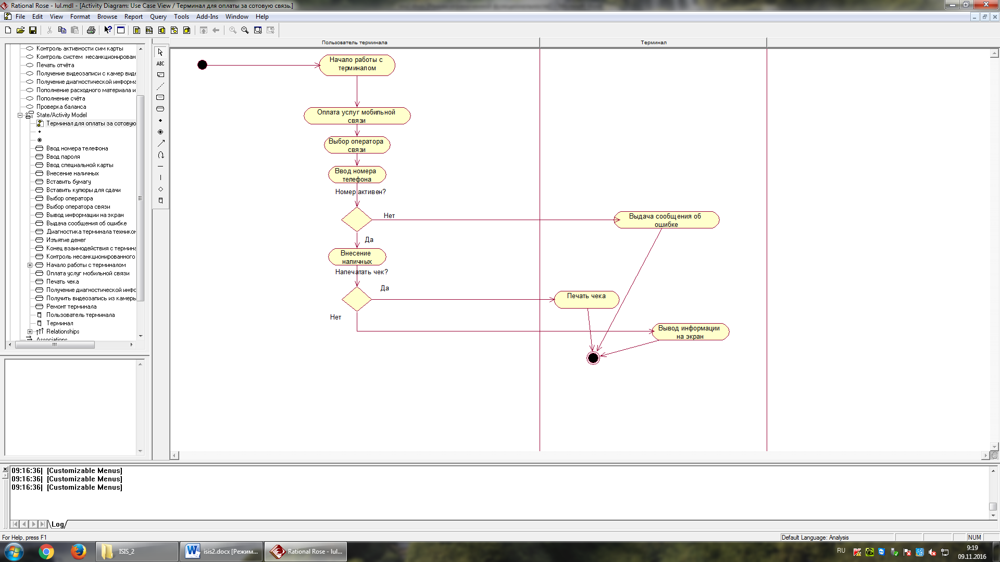 Rational Rose - lul.mdl - [Activity Diagram: Use Case View / Терминал для оплаты за сотовую связь.]
File Edit View Format Browse Report Query Tools Add-Ins Window Help
Контроль активности сим карты
Контроль систем несанкционирован
Печать отчёта
Получение видеозаписи с камер виде
Получение диагностической информа
Пополнение расходного материала и
Пополнение счёта
Проверка баланса
State/Activity Model
Терминал для оплаты за сотовую
Ввод номера телефона
Ввод пароля
Ввод специальной карты
Внесение наличных
Вставить бумагу
Вставить купюры для сдачи
Выбор оператора
Выбор оператора связи
Вывод информации на экран
Выдача сообщения об ошибке
Диагностика терминала техником
Изъятие денег
Конец взаимодействия с термина
Контроль несанкционированного
Начало работы с терминалом
Оплата услуг мобильной связи
Печать чека
Получение диагностической инфо
Получить видеозапись из камеры
Ремонт терминала
Пользователь терминала
Терминал
Relationships
Associations
ABC
Пользователь терминала
Терминал
Начало работы с
терминалом
Оплата услуг мобильной
связи
Выбор оператора
связи
Ввод номера
телефона
Номер активен?
Нет
Выдача сообщения об
ошибке
Да
Внесение
наличных
Напечатать чек?
Да
Печать чека
Нет
Вывод информации
на экран
09:16:36| [Customizable Menus]
09:16:36| [Customizable Menus]
09:16:36| [Customizable Menus]
Log
For Help, press F1
Default Language: Analysis
NUM
ISIS_2
isis2.docx [Режим...
Rational Rose - lul...
RU
9:19
09.11.2016